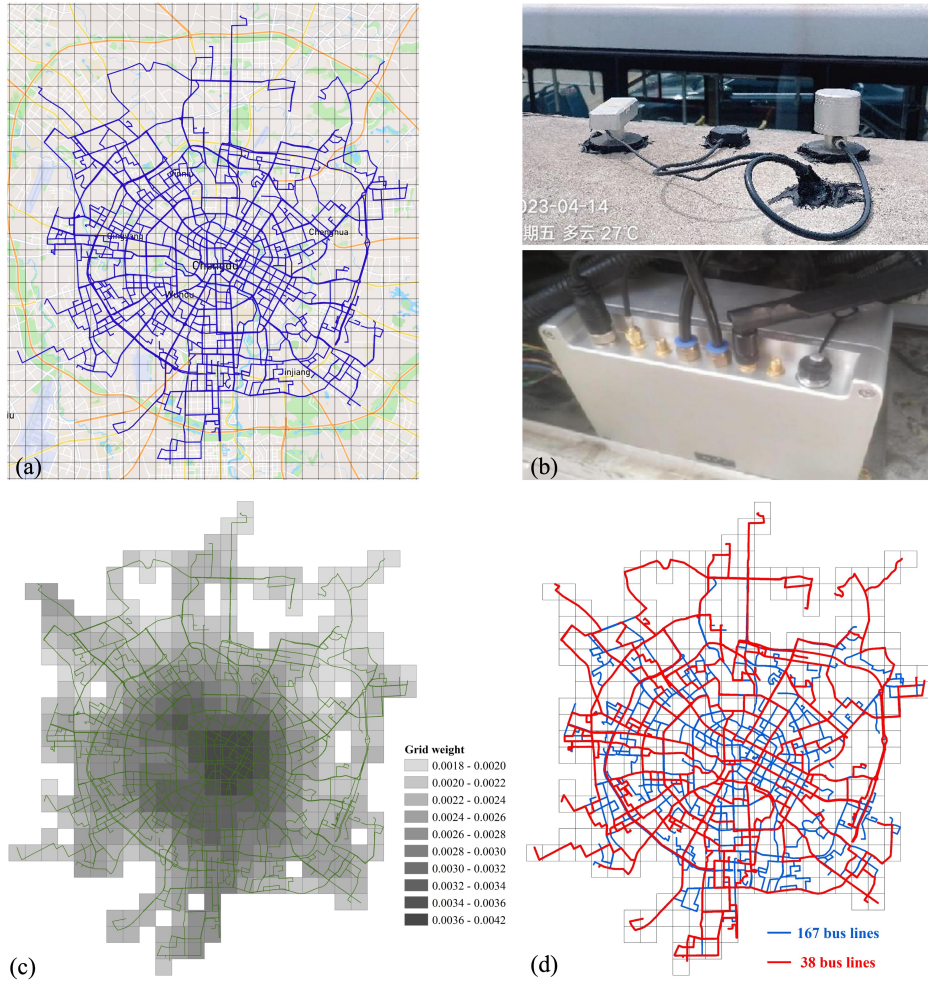 Jinniu
Qingyang
Chenghua
Chengdu
Wuhou
Jinjiang
(a)
023-04-14
期五 多云 27℃
(b)
Grid weight
0.0018 - 0.0020
0.0020 - 0.0022
0.0022 - 0.0024
0.0024 - 0.0026
0.0026 - 0.0028
0.0028 - 0.0030
0.0030 - 0.0032
0.0032 - 0.0034
0.0034 - 0.0036
0.0036 - 0.0042
(c)
167 bus lines
38 bus lines
(d)